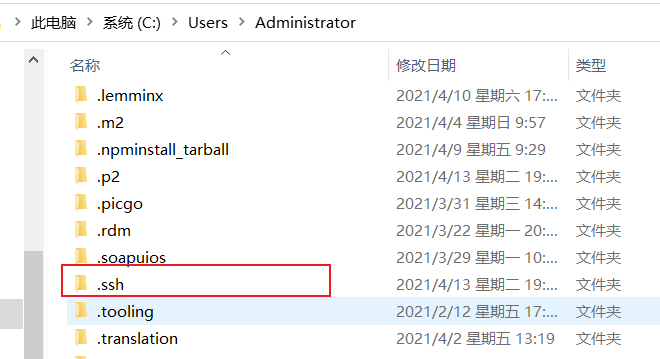 此电脑 > 系统 (C:) > Users > Administrator
名称 修改日期 类型
.lemminx 2021/4/10 星期六 17:... 文件夹
.m2 2021/4/4 星期日 9:57 文件夹
.npminstall_tarball 2021/4/9 星期五 9:29 文件夹
.p2 2021/4/13 星期二 19:... 文件夹
.picgo 2021/3/31 星期三 14:... 文件夹
.rdm 2021/3/22 星期一 20:... 文件夹
.soapuios 2021/3/29 星期一 10:... 文件夹
.ssh 2021/4/13 星期二 19:... 文件夹
.tooling 2021/2/12 星期五 17:... 文件夹
.translation 2021/4/2 星期五 13:19 文件夹